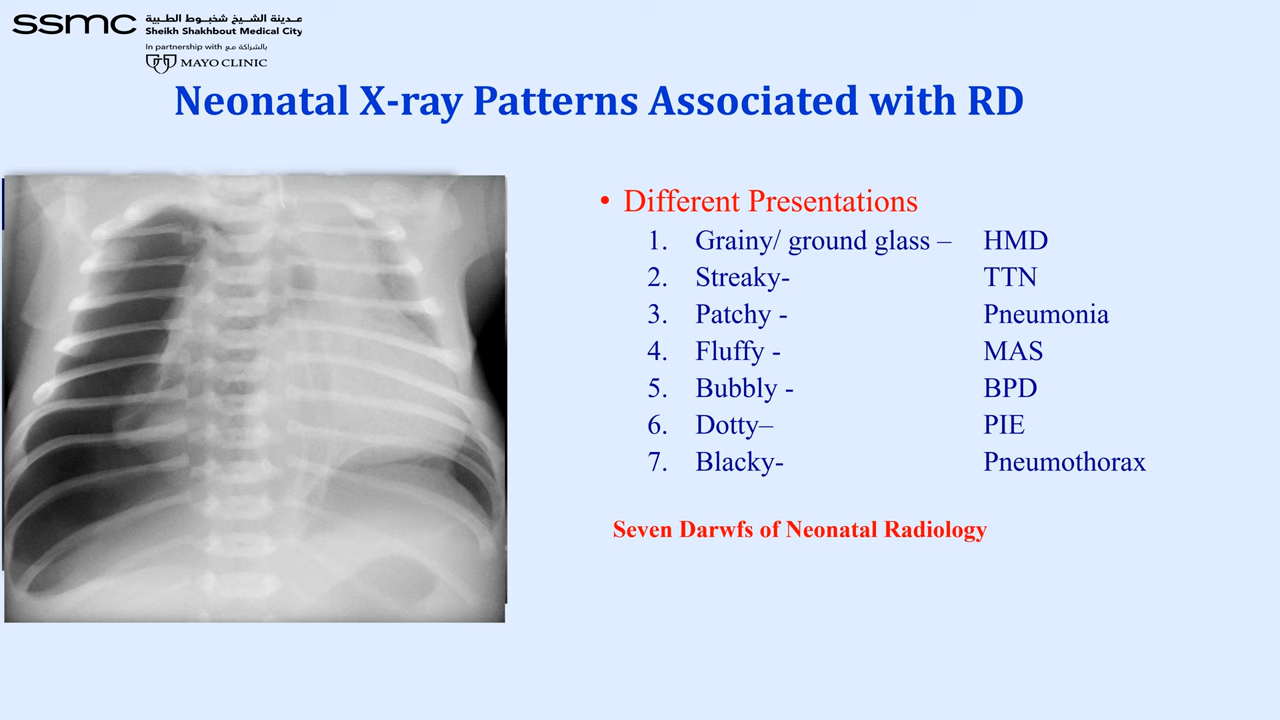 ssmc
مدينة الشيخ شخبوط الطبية
Sheikh Shakhbout Medical City
In partnership with بالشراكة مع
MAYO CLINIC
Neonatal X-ray Patterns Associated with RD
• Different Presentations
1. Grainy/ ground glass – HMD
2. Streaky- TTN
3. Patchy - Pneumonia
4. Fluffy - MAS
5. Bubbly - BPD
6. Dotty– PIE
7. Blacky- Pneumothorax
Seven Darwfs of Neonatal Radiology